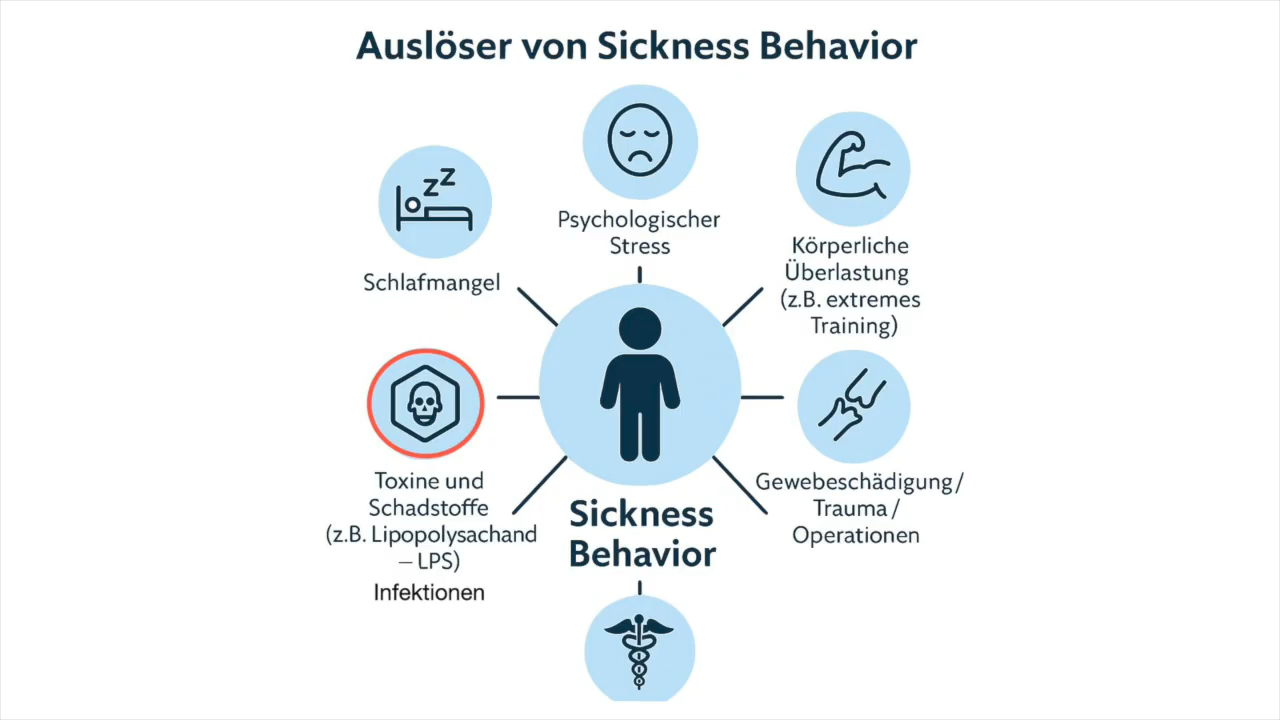 Auslöser von Sickness Behavior
zzZ
Psychologischer
Stress
Schlafmangel
Körperliche
Überlastung
(z.B. extremes
Training)
Toxine und
Schadstoffe
(z.B. Lipopolysachand
– LPS)
Infektionen
Sickness
Behavior
Gewebeschädigung/
Trauma/
Operationen